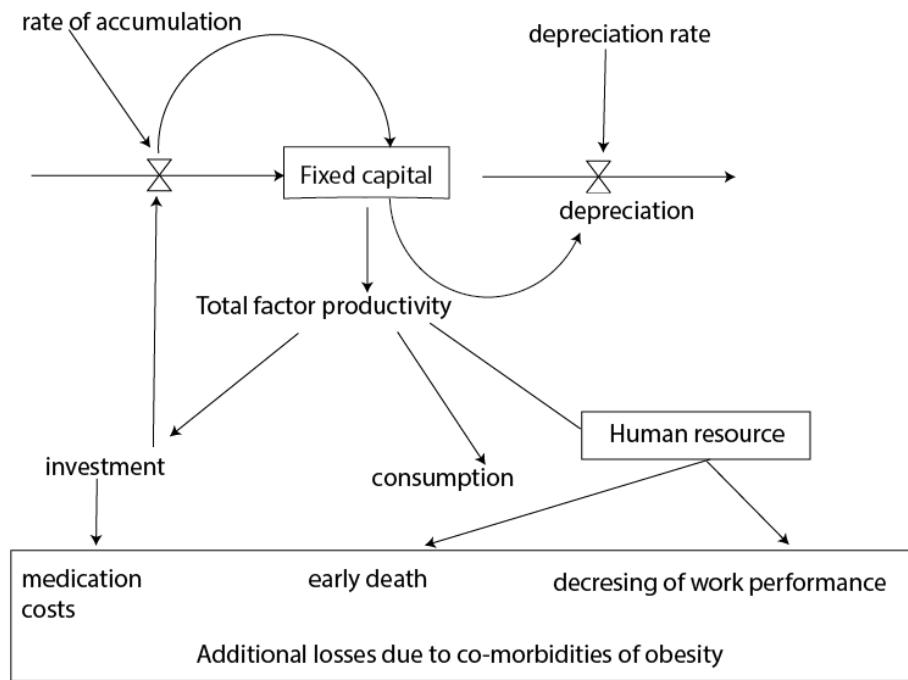 rate of accumulation
depreciation rate
Fixed capital
depreciation
Total factor productivity
Human resource
investment
consumption
medication
costs
early death
decresing of work performance
Additional losses due to co-morbidities of obesity